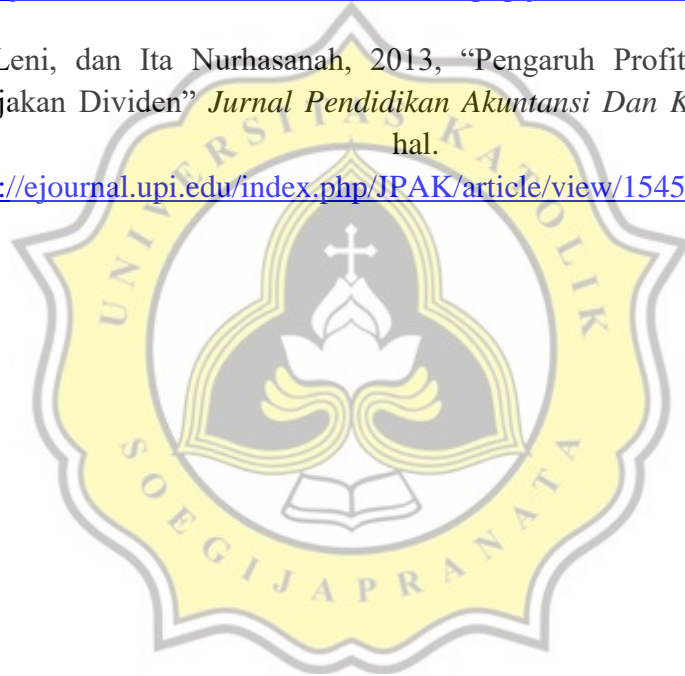 Leni, dan Ita Nurhasanah, 2013, “Pengaruh Profit
jakan Dividen” Jurnal Pendidikan Akuntansi Dan K
hal.
://ejournal.upi.edu/index.php/JPAK/article/view/1545
UNIVERSITAS KATOLIK
SOEGIJAPRANATA